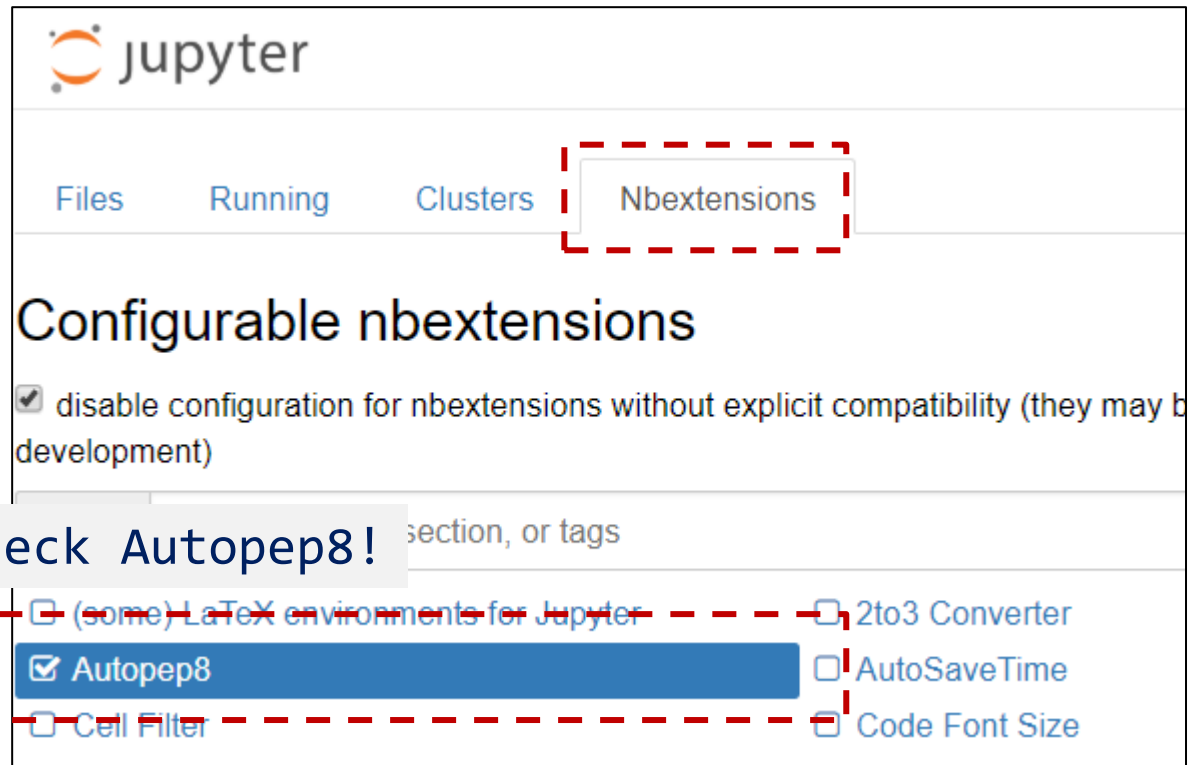 jupyter
Files Running Clusters Nbextensions
Configurable nbextensions
disable configuration for nbextensions without explicit compatibility (they may b
development)
section, or tags
eck Autopep8!
(some) LaTeX environments for Jupyter 2to3 Converter
Autopep8 AutoSaveTime
Cell Filter Code Font Size